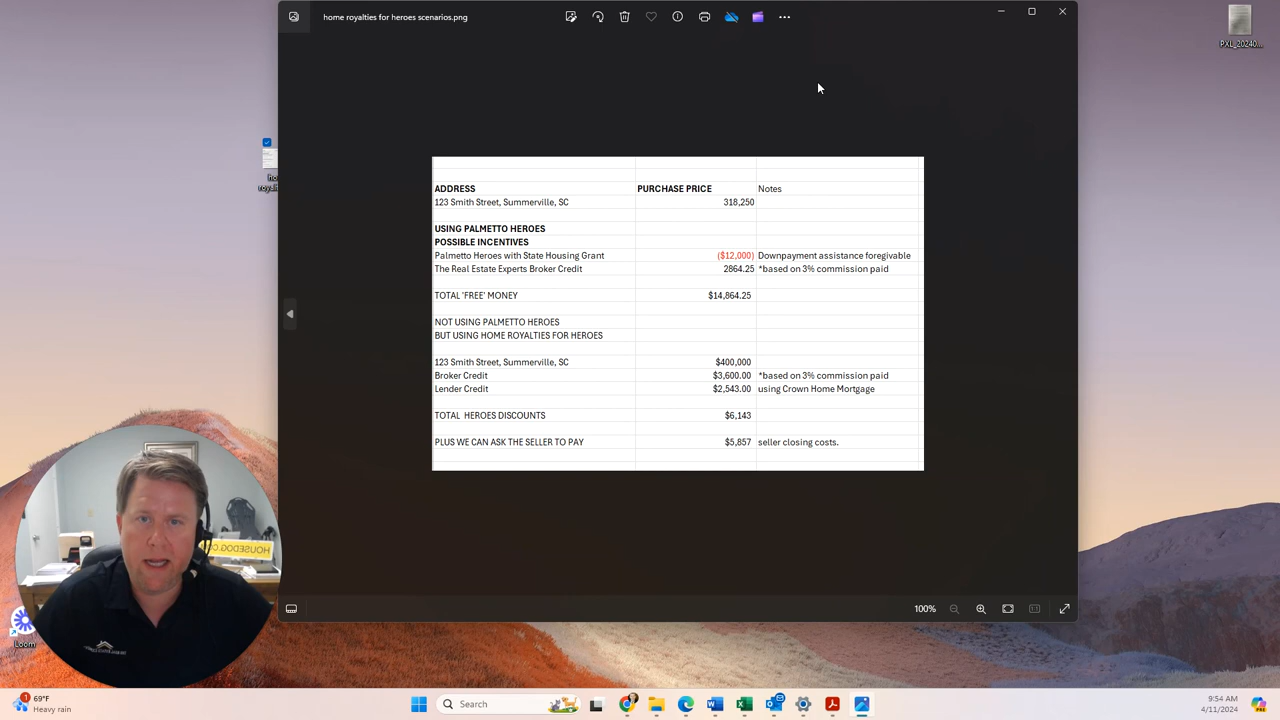 home royalties for heroes scenarios.png
PXL_20240...
ADDRESS PURCHASE PRICE Notes
123 Smith Street, Summerville, SC 318,250
USING PALMETTO HEROES
POSSIBLE INCENTIVES
Palmetto Heroes with State Housing Grant ($12,000) Downpayment assistance foregivable
The Real Estate Experts Broker Credit 2864.25 *based on 3% commission paid
TOTAL 'FREE' MONEY $14,864.25
NOT USING PALMETTO HEROES
BUT USING HOME ROYALTIES FOR HEROES
123 Smith Street, Summerville, SC $400,000
Broker Credit $3,600.00 *based on 3% commission paid
Lender Credit $2,543.00 using Crown Home Mortgage
TOTAL HEROES DISCOUNTS $6,143
PLUS WE CAN ASK THE SELLER TO PAY $5,857 seller closing costs.
100%
1:1
Loom
1
69°F
Heavy rain
Search
9:54 AM
4/11/2024